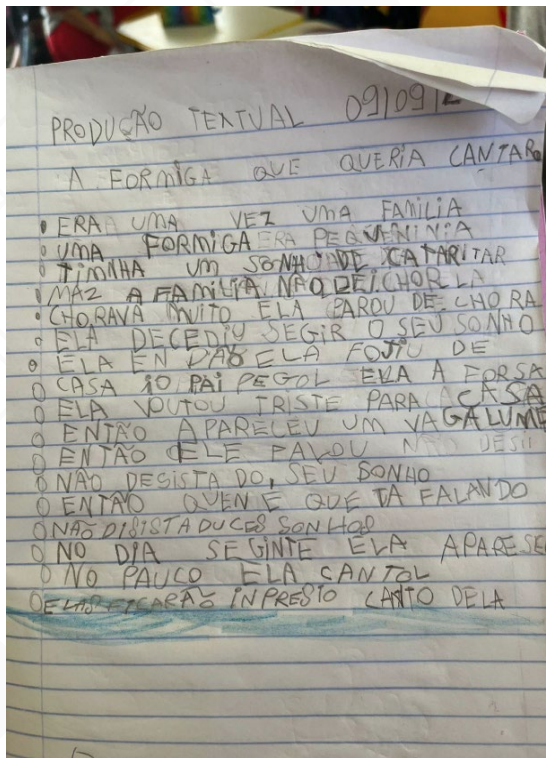 PRODUÇÃO TEXTUAL 09/09/2
A FORMIGA QUE QUERIA CANTAR
ERA UMA VEZ UMA FAMILIA
UMA FORMIGA ERA PEQUENINIA
TIMNHA UM SONHO DE CATARITAR
MAZ A FAMILIA NÃO DEICHOR LA
CHORAVA MUITO ELA PAROU DE CHORA
ELA DECEDIU SEGIR O SEU SONHO
ELA EN DAO ELA FOJIU DE
CASA IO PAI PEGOL ELA A FORSA
ELA VOUTOU TRISTE PARA A CASA
ENTÃO APARECEU UM VAGALUME
ENTÃO ELE FALOU NÃO DESI
NÃO DESISTA DO, SEU SONHO
ENTÃO QUEN E QUE TA FALANDO
NÃO DISISTA DUCES SONHOS
NO DIA SEGINTE ELA APARESE
NO PAUCO ELA CANTOL
ELAS FICARÃO INPRESIO CANTO DELA